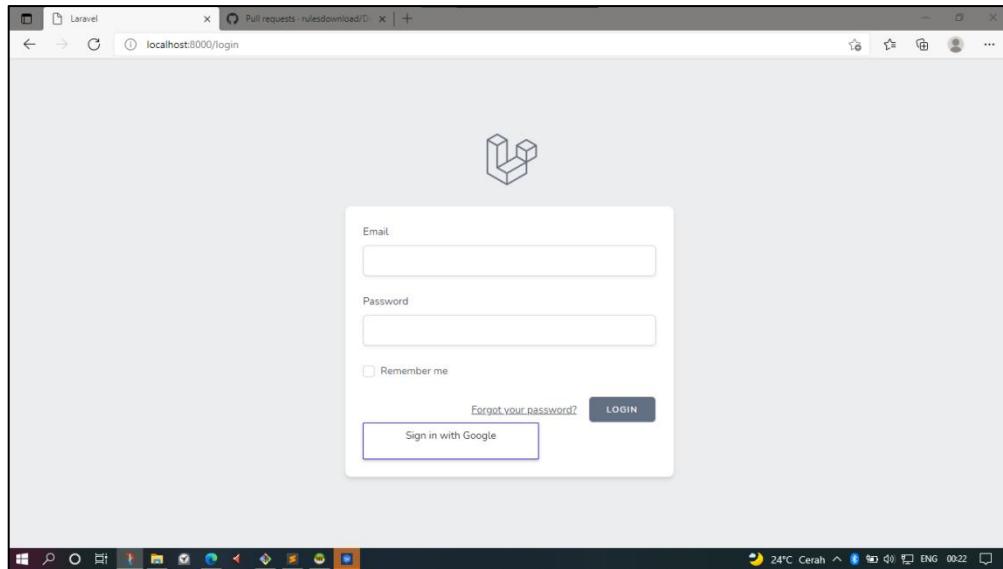 Laravel
Pull requests · rulesdownload/D
localhost:8000/login
Email
Password
Remember me
Forgot your password?
LOGIN
Sign in with Google
24°C Cerah
ENG
00:22